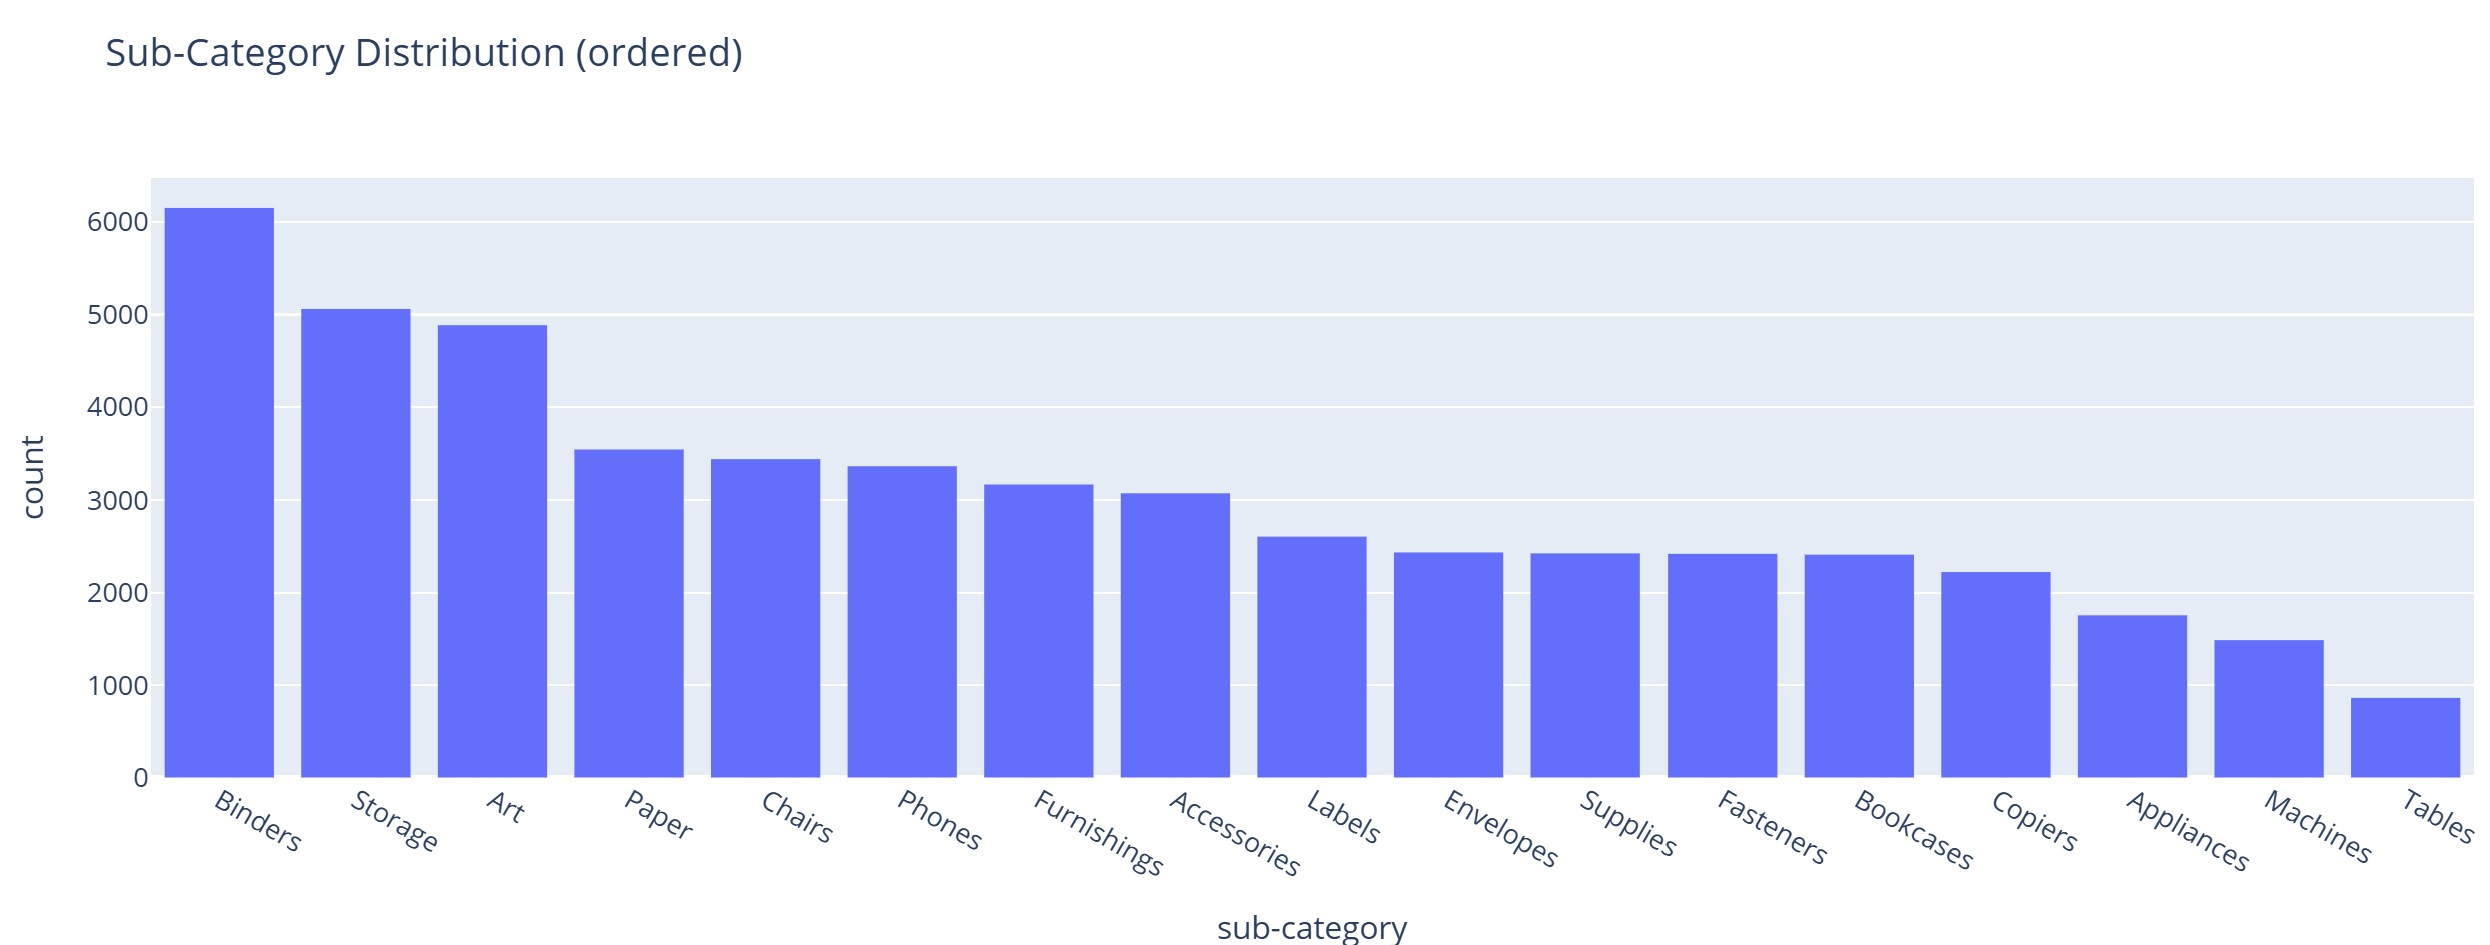 Sub-Category Distribution (ordered)
6000
5000
4000
3000
2000
1000
0
count
Binders
Storage
Art
Paper
Chairs
Phones
Furnishings
Accessories
Labels
Envelopes
Supplies
Fasteners
Bookcases
Copiers
Appliances
Machines
Tables
sub-category